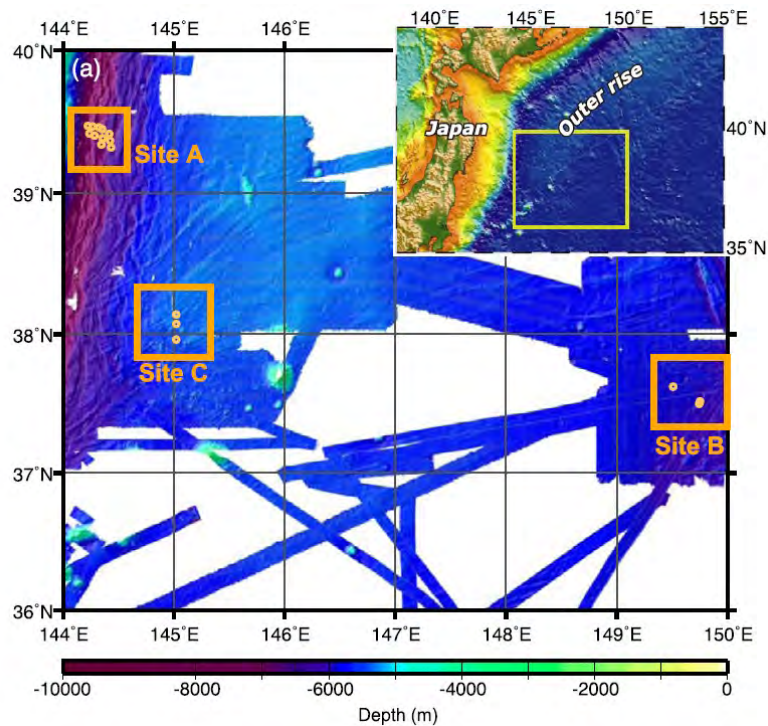 144˚E 145˚E 146˚E 140˚E 145˚E 150˚E 155˚E
40˚N
(a)
Outer rise
Japan
40˚N
Site A
39˚N
35˚N
38˚N
Site C
Site B
37˚N
36˚N
144˚E 145˚E 146˚E 147˚E 148˚E 149˚E 150˚E
-10000 -8000 -6000 -4000 -2000 0
Depth (m)